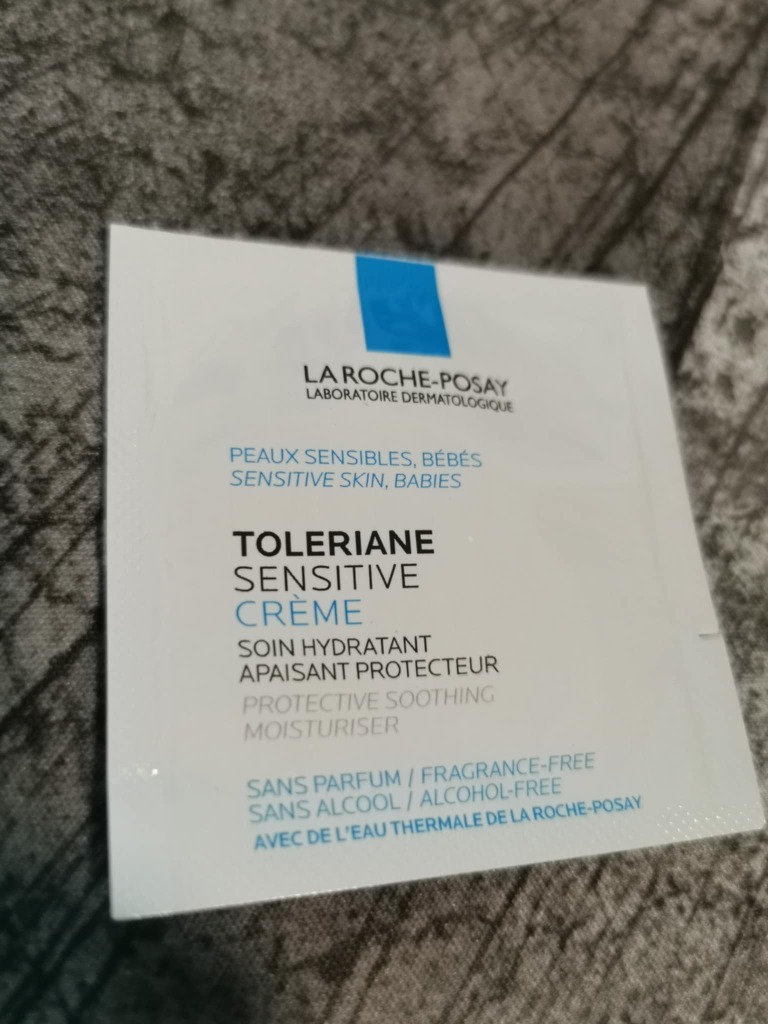 LA ROCHE-POSAY
LABORATOIRE DERMATOLOGIQUE
PEAUX SENSIBLES, BÉBÉS
SENSITIVE SKIN, BABIES
TOLERIANE
SENSITIVE
CRÈME
SOIN HYDRATANT
APAISANT PROTECTEUR
PROTECTIVE SOOTHING
MOISTURISER
SANS PARFUM / FRAGRANCE-FREE
SANS ALCOOL / ALCOHOL-FREE
AVEC DE L'EAU THERMALE DE LA ROCHE-POSAY